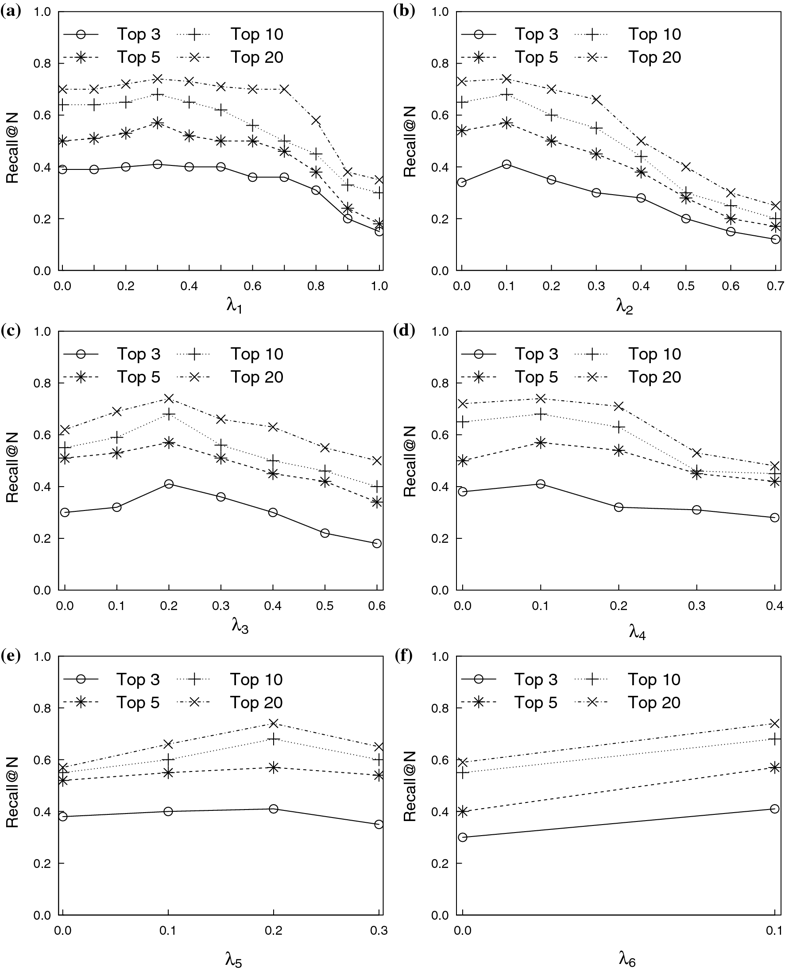 (a)
Top 3 Top 10
Top 5 Top 20
Recall@N
1.0
0.8
0.6
0.4
0.2
0.0
0.0 0.2 0.4 0.6 0.8 1.0
λ1
(b)
Top 3 Top 10
Top 5 Top 20
Recall@N
1.0
0.8
0.6
0.4
0.2
0.0
0.0 0.1 0.2 0.3 0.4 0.5 0.6 0.7
λ2
(c)
Top 3 Top 10
Top 5 Top 20
Recall@N
1.0
0.8
0.6
0.4
0.2
0.0
0.0 0.1 0.2 0.3 0.4 0.5 0.6
λ3
(d)
Top 3 Top 10
Top 5 Top 20
Recall@N
1.0
0.8
0.6
0.4
0.2
0.0
0.0 0.1 0.2 0.3 0.4
λ4
(e)
Top 3 Top 10
Top 5 Top 20
Recall@N
1.0
0.8
0.6
0.4
0.2
0.0
0.0 0.1 0.2 0.3
λ5
(f)
Top 3 Top 10
Top 5 Top 20
Recall@N
1.0
0.8
0.6
0.4
0.2
0.0
0.0 0.1
λ6